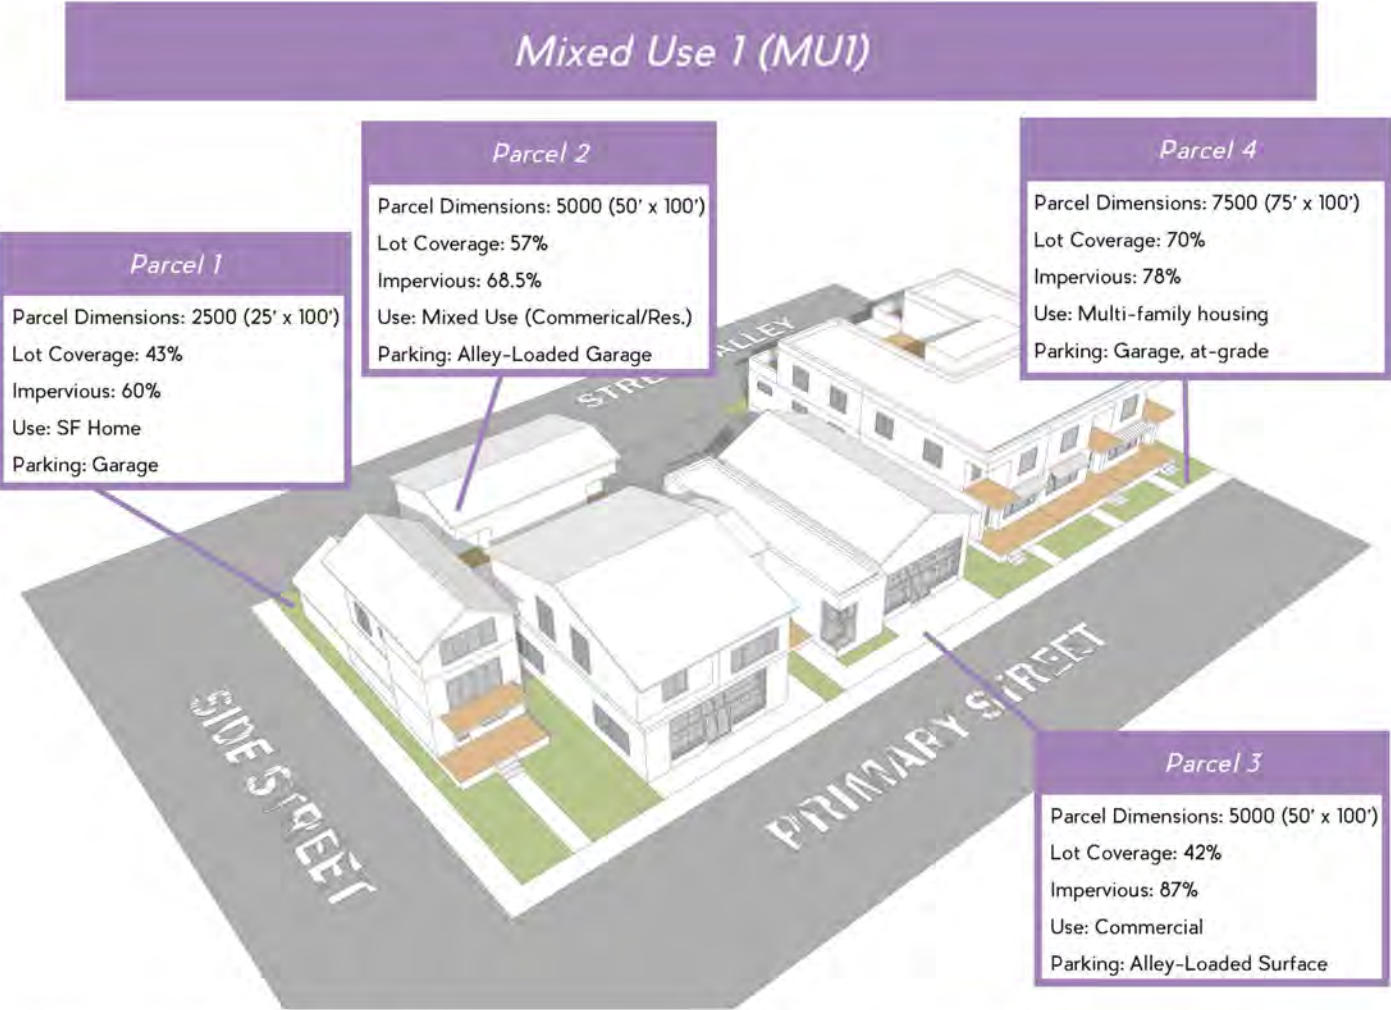 Mixed Use 1 (MU1)
Parcel 1
Parcel Dimensions: 2500 (25' x 100')
Lot Coverage: 43%
Impervious: 60%
Use: SF Home
Parking: Garage
Parcel 2
Parcel Dimensions: 5000 (50' x 100')
Lot Coverage: 57%
Impervious: 68.5%
Use: Mixed Use (Commerical/Res.)
Parking: Alley-Loaded Garage
Parcel 4
Parcel Dimensions: 7500 (75' x 100')
Lot Coverage: 70%
Impervious: 78%
Use: Multi-family housing
Parking: Garage, at-grade
ALLEY
SIDE STREET
PRIMARY STREET
Parcel 3
Parcel Dimensions: 5000 (50' x 100')
Lot Coverage: 42%
Impervious: 87%
Use: Commercial
Parking: Alley-Loaded Surface